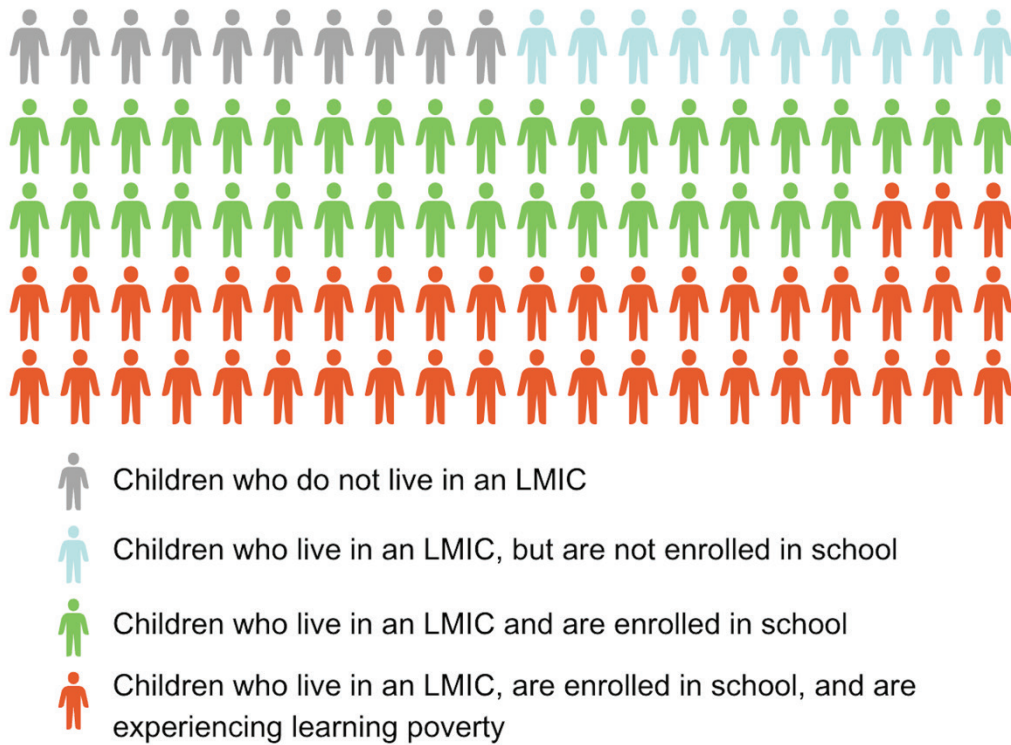 Children who do not live in an LMIC
Children who live in an LMIC, but are not enrolled in school
Children who live in an LMIC and are enrolled in school
Children who live in an LMIC, are enrolled in school, and are
experiencing learning poverty